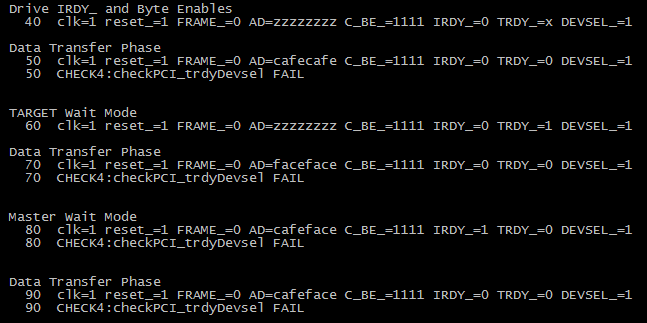 Drive IRDY_ and Byte Enables
40 clk=1 reset_=1 FRAME_=0 AD=zzzzzzzz C_BE_=1111 IRDY_=0 TRDY_=x DEVSEL_=1
Data Transfer Phase
50 clk=1 reset_=1 FRAME_=0 AD=cafecafe C_BE_=1111 IRDY_=0 TRDY_=0 DEVSEL_=1
50 CHECK4:checkPCI_trdyDevsel FAIL
TARGET Wait Mode
60 clk=1 reset_=1 FRAME_=0 AD=zzzzzzzz C_BE_=1111 IRDY_=0 TRDY_=1 DEVSEL_=1
Data Transfer Phase
70 clk=1 reset_=1 FRAME_=0 AD=faceface C_BE_=1111 IRDY_=0 TRDY_=0 DEVSEL_=1
70 CHECK4:checkPCI_trdyDevsel FAIL
Master Wait Mode
80 clk=1 reset_=1 FRAME_=0 AD=cafeface C_BE_=1111 IRDY_=1 TRDY_=0 DEVSEL_=1
80 CHECK4:checkPCI_trdyDevsel FAIL
Data Transfer Phase
90 clk=1 reset_=1 FRAME_=0 AD=cafeface C_BE_=1111 IRDY_=0 TRDY_=0 DEVSEL_=1
90 CHECK4:checkPCI_trdyDevsel FAIL